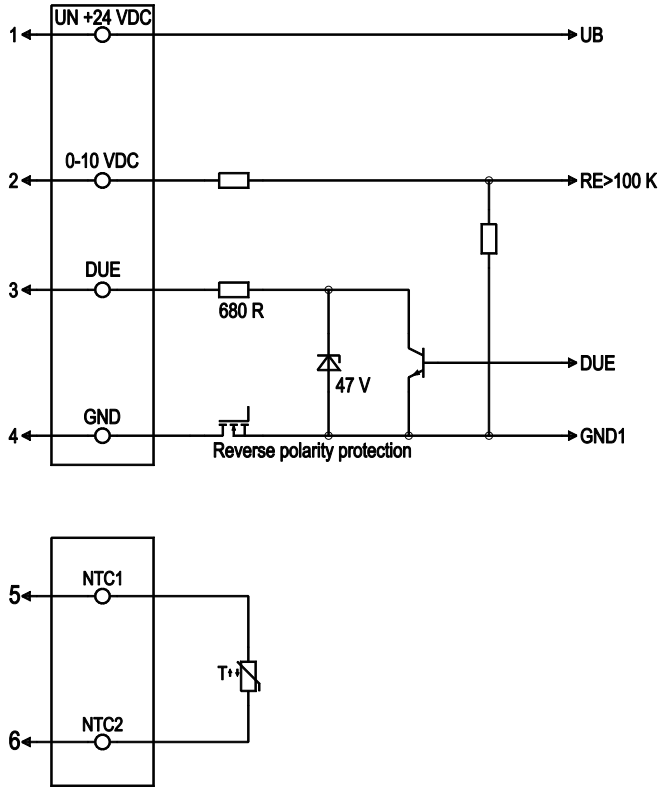 UN +24 VDC
1 UB
0-10 VDC
2 RE>100 K
DUE
3
680 R
DUE
47 V
GND
4 GND1
Reverse polarity protection
NTC1
5
T
NTC2
6